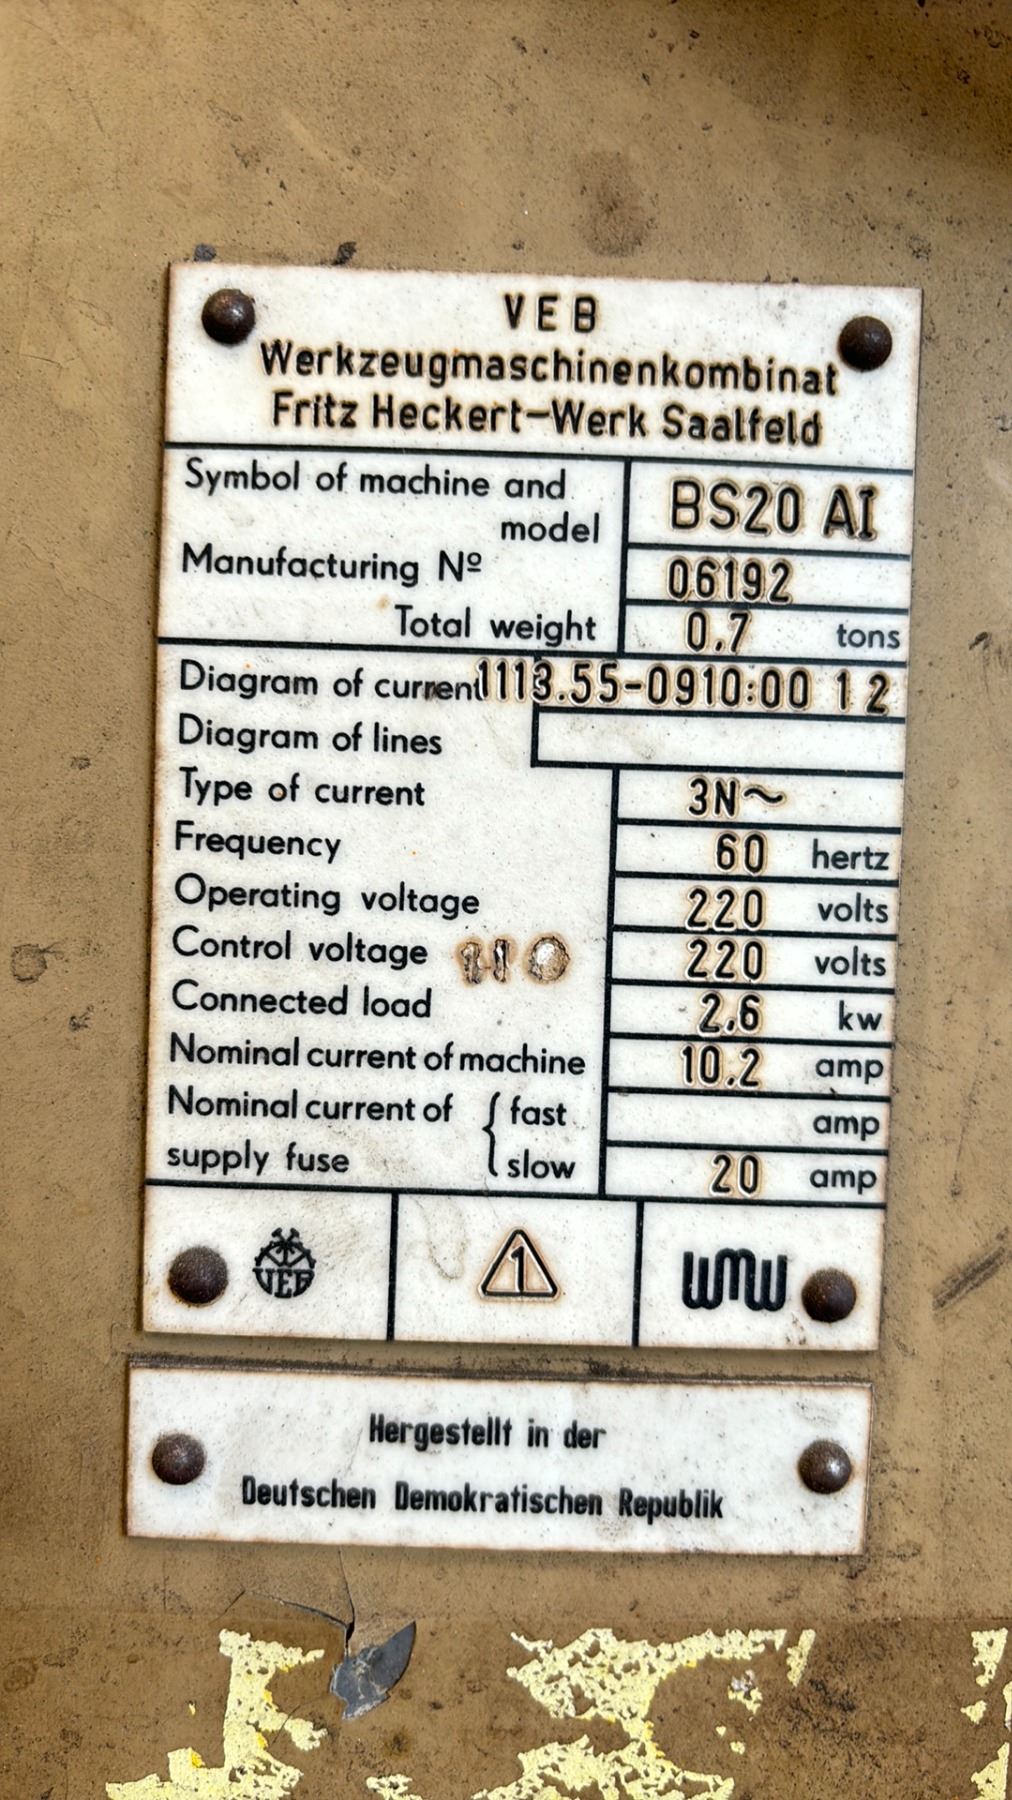 VEB
Werkzeugmaschinenkombinat
Fritz Heckert-Werk Saalfeld
Symbol of machine and model BS20 AI
Manufacturing Nº 06192
Total weight 0.7 tons
Diagram of current 1113.55-0910:00 1 2
Diagram of lines
Type of current 3N~
Frequency 60 hertz
Operating voltage 220 volts
Control voltage 110 220 volts
Connected load 2.6 kw
Nominal current of machine 10.2 amp
Nominal current of supply fuse { fast amp
slow 20 amp
VEB 1 WMW
Hergestellt in der
Deutschen Demokratischen Republik